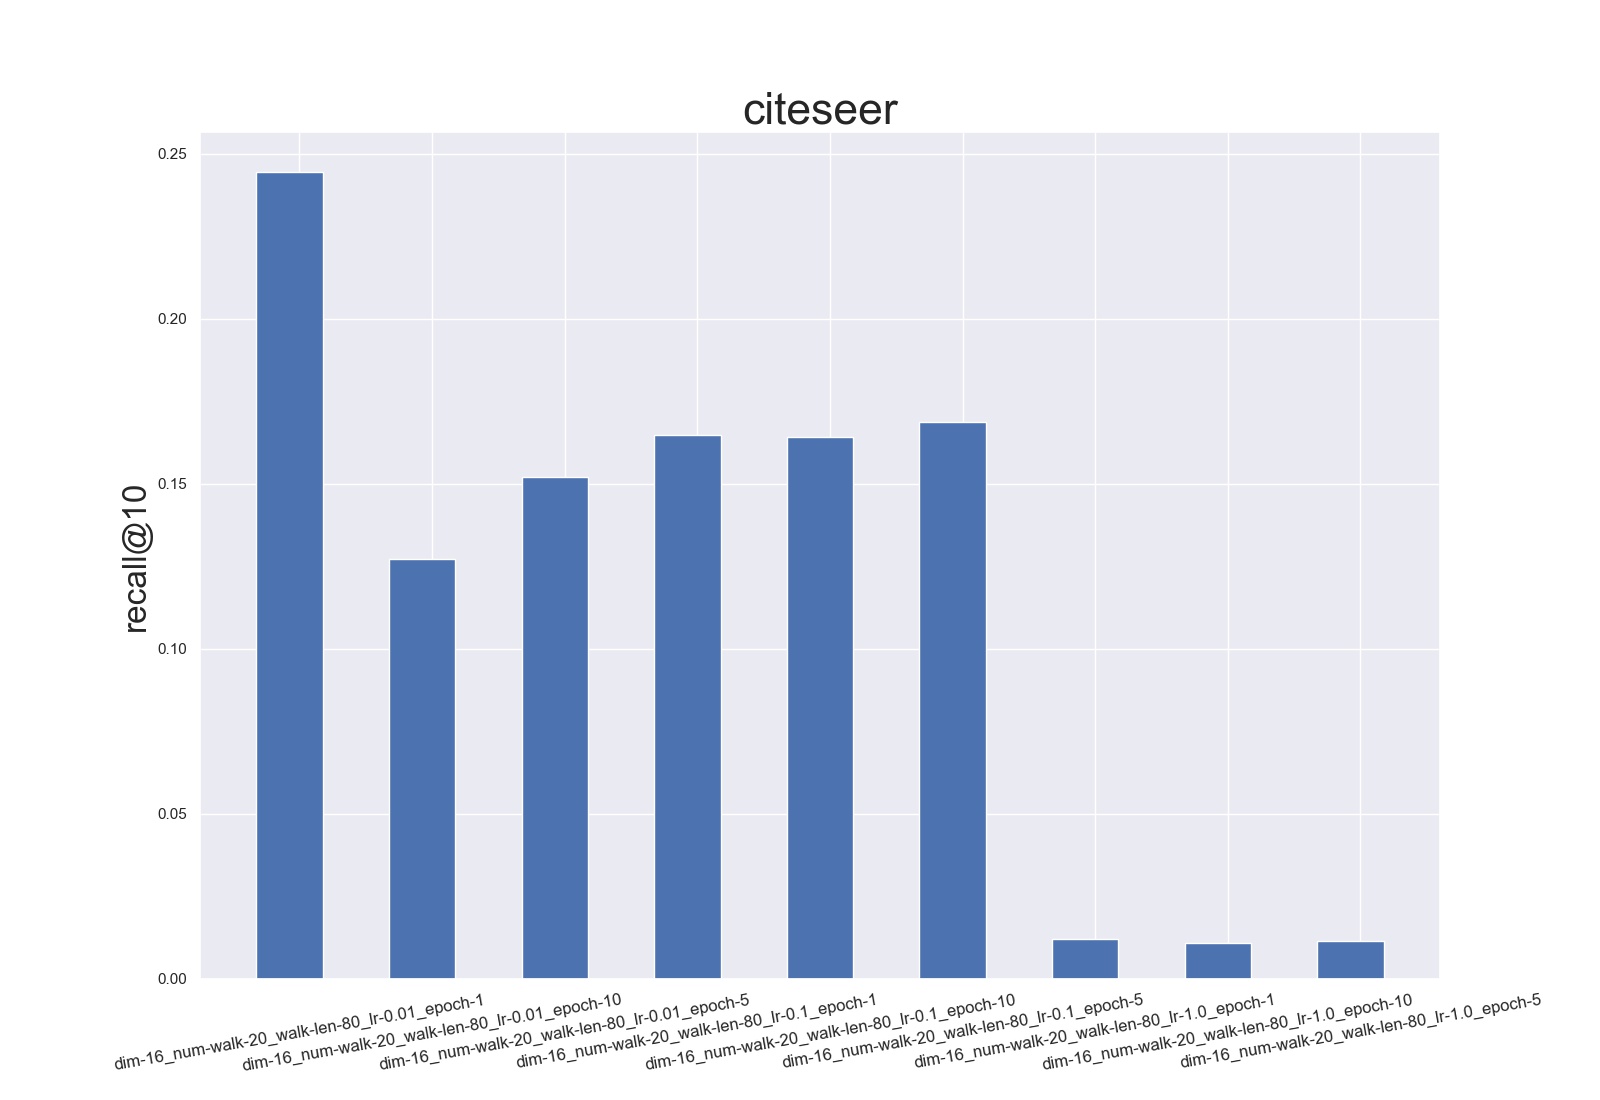 citeseer
recall@10
0.25
0.20
0.15
0.10
0.05
0.00
dim-16_num-walk-20_walk-len-80_lr-0.01_epoch-1
dim-16_num-walk-20_walk-len-80_lr-0.01_epoch-10
dim-16_num-walk-20_walk-len-80_lr-0.01_epoch-5
dim-16_num-walk-20_walk-len-80_lr-0.1_epoch-1
dim-16_num-walk-20_walk-len-80_lr-0.1_epoch-10
dim-16_num-walk-20_walk-len-80_lr-0.1_epoch-5
dim-16_num-walk-20_walk-len-80_lr-1.0_epoch-1
dim-16_num-walk-20_walk-len-80_lr-1.0_epoch-10
dim-16_num-walk-20_walk-len-80_lr-1.0_epoch-5